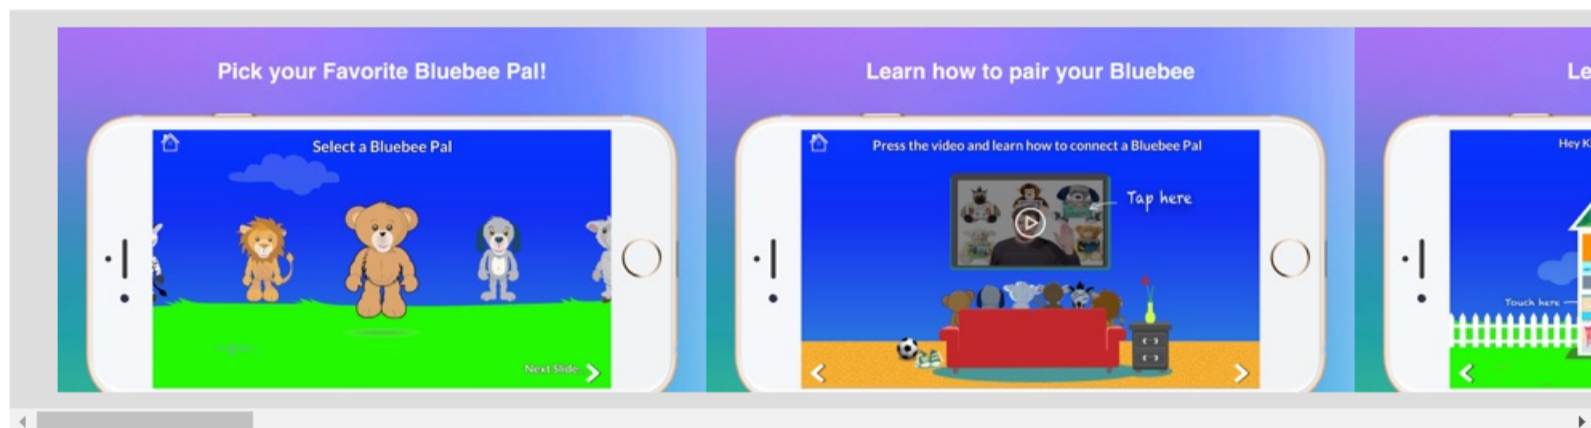 Pick your Favorite Bluebee Pal!
Select a Bluebee Pal
Next Slide
Learn how to pair your Bluebee
Press the video and learn how to connect a Bluebee Pal
Tap here
Le
Hey K
Touch here